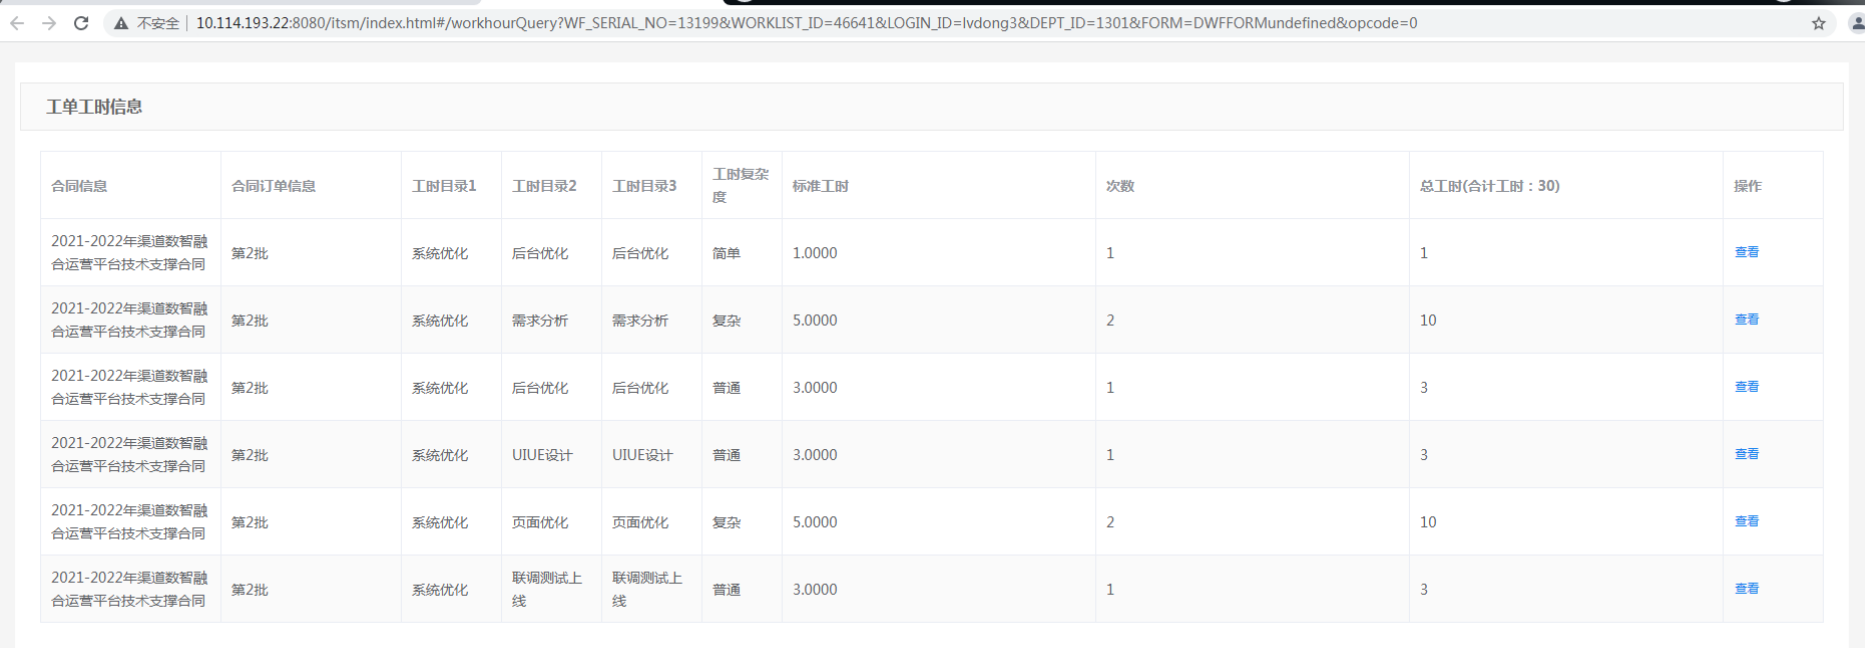 不安全 | 10.114.193.22:8080/itsm/index.html#/workhourQuery?WF_SERIAL_NO=13199&WORKLIST_ID=46641&LOGIN_ID=lvdong3&DEPT_ID=1301&FORM=DWFFORMundefined&opcode=0
工单工时信息
合同信息 合同订单信息 工时目录1 工时目录2 工时目录3 工时复杂度 标准工时 次数 总工时(合计工时：30) 操作
2021-2022年渠道数智融合运营平台技术支撑合同 第2批 系统优化 后台优化 后台优化 简单 1.0000 1 1 查看
2021-2022年渠道数智融合运营平台技术支撑合同 第2批 系统优化 需求分析 需求分析 复杂 5.0000 2 10 查看
2021-2022年渠道数智融合运营平台技术支撑合同 第2批 系统优化 后台优化 后台优化 普通 3.0000 1 3 查看
2021-2022年渠道数智融合运营平台技术支撑合同 第2批 系统优化 UIUE设计 UIUE设计 普通 3.0000 1 3 查看
2021-2022年渠道数智融合运营平台技术支撑合同 第2批 系统优化 页面优化 页面优化 复杂 5.0000 2 10 查看
2021-2022年渠道数智融合运营平台技术支撑合同 第2批 系统优化 联调测试上线 联调测试上线 普通 3.0000 1 3 查看